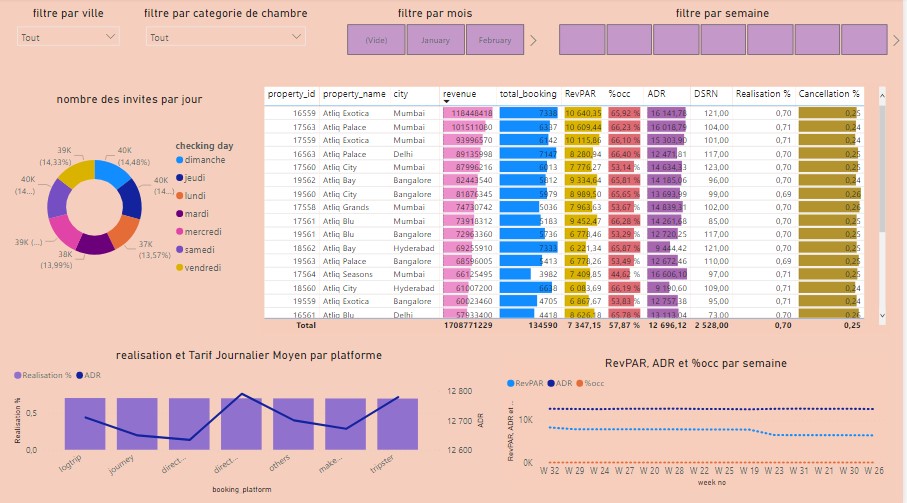 filtre par ville
filtre par categorie de chambre
filtre par mois
filtre par semaine
Tout
Tout
(Vide) January February
nombre des invites par jour
39K
(14,33%)
40K
(14,48%)
40K
(14...)
40K
(14...)
39K (...)
37K
(13,57%)
38K
(13,99%)
checking day
dimanche
jeudi
lundi
mardi
mercredi
samedi
vendredi
property_id property_name city revenue total_booking RevPAR %occ ADR DSRN Realisation % Cancellation %
16559 Atliq Exotica Mumbai 118448418 7338 10 640,35 65,92 % 16 141,78 121,00 0,70 0,25
17563 Atliq Palace Mumbai 101511080 6337 10 609,44 66,23 % 16 018,79 104,00 0,71 0,24
17559 Atliq Exotica Mumbai 93996570 6142 10 115,86 66,10 % 15 303,90 101,00 0,71 0,24
16563 Atliq Palace Delhi 89135998 7147 8 280,94 66,40 % 12 471,81 117,00 0,70 0,25
17560 Atliq City Mumbai 87996216 6013 7 776,26 53,14 % 14 634,33 123,00 0,70 0,25
19562 Atliq Bay Bangalore 82443540 5812 9 334,64 65,81 % 14 185,06 96,00 0,70 0,24
19560 Atliq City Bangalore 81876345 5979 8 989,50 65,65 % 13 693,99 99,00 0,69 0,26
17558 Atliq Grands Mumbai 74730742 5036 7 963,63 53,67 % 14 839,31 102,00 0,70 0,26
17561 Atliq Blu Mumbai 73918312 5183 9 452,47 66,28 % 14 261,68 85,00 0,70 0,25
19561 Atliq Blu Bangalore 72963360 5736 6 778,46 53,29 % 12 720,25 117,00 0,70 0,25
18562 Atliq Bay Hyderabad 69255910 7333 6 221,34 65,87 % 9 444,42 121,00 0,70 0,24
19563 Atliq Palace Bangalore 68596005 5413 6 778,26 53,49 % 12 672,46 110,00 0,69 0,25
17564 Atliq Seasons Mumbai 66125495 3982 7 409,85 44,62 % 16 606,10 97,00 0,71 0,25
18560 Atliq City Hyderabad 61007200 6638 6 083,69 66,19 % 9 190,60 109,00 0,71 0,24
19559 Atliq Exotica Bangalore 60023460 4705 6 867,67 53,83 % 12 757,38 95,00 0,71 0,24
16561 Atliq Blu Delhi 57933400 4418 8 626,18 65,78 % 13 113,04 73,00 0,70 0,26
Total 1708771229 134590 7 347,15 57,87 % 12 696,12 2 528,00 0,70 0,25
realisation et Tarif Journalier Moyen par platforme
Realisation % ADR
Realisation %
0,5
0,0
12 800
12 700
12 600
ADR
logtrip journey direct... direct... others make... tripster
booking_platform
RevPAR, ADR et %occ par semaine
RevPAR ADR %occ
RevPAR, ADR et ...
10K
0K
W 32 W 29 W 24 W 27 W 20 W 28 W 22 W 21 W 25 W 19 W 23 W 31 W 30 W 26
week no